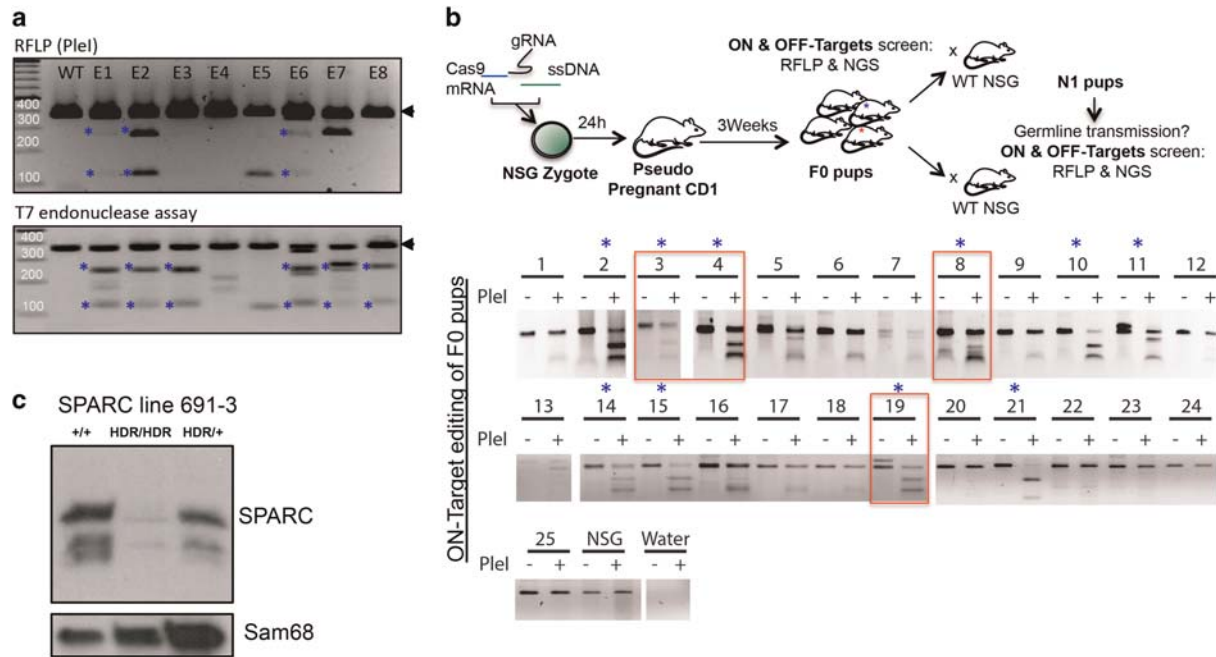 a
RFLP (PleI)
WT E1 E2 E3 E4 E5 E6 E7 E8
400
300
200
100
* * *
* * *
T7 endonuclease assay
400
300
200
100
* * * * * *
* * * * * *
b
gRNA
Cas9
mRNA
ssDNA
NSG Zygote
24h
Pseudo
Pregnant CD1
3Weeks
F0 pups
ON & OFF-Targets screen:
RFLP & NGS
x
WT NSG
x
WT NSG
N1 pups
Germline transmission?
ON & OFF-Targets screen:
RFLP & NGS
ON-Target editing of F0 pups
* * * * * *
1 2 3 4 5 6 7 8 9 10 11 12
PleI - + - + - + - + - + - + - + - + - + - + - + - +
* * * *
13 14 15 16 17 18 19 20 21 22 23 24
PleI - + - + - + - + - + - + - + - + - + - + - + - +
25 NSG Water
PleI - + - + - +
c
SPARC line 691-3
+/+ HDR/HDR HDR/+
SPARC
Sam68